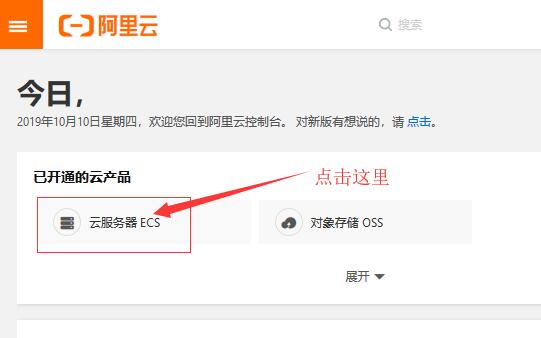 阿里云
搜索
今日,
2019年10月10日星期四，欢迎您回到阿里云控制台。 对新版有想说的，请 点击。
已开通的云产品
点击这里
云服务器 ECS
对象存储 OSS
展开